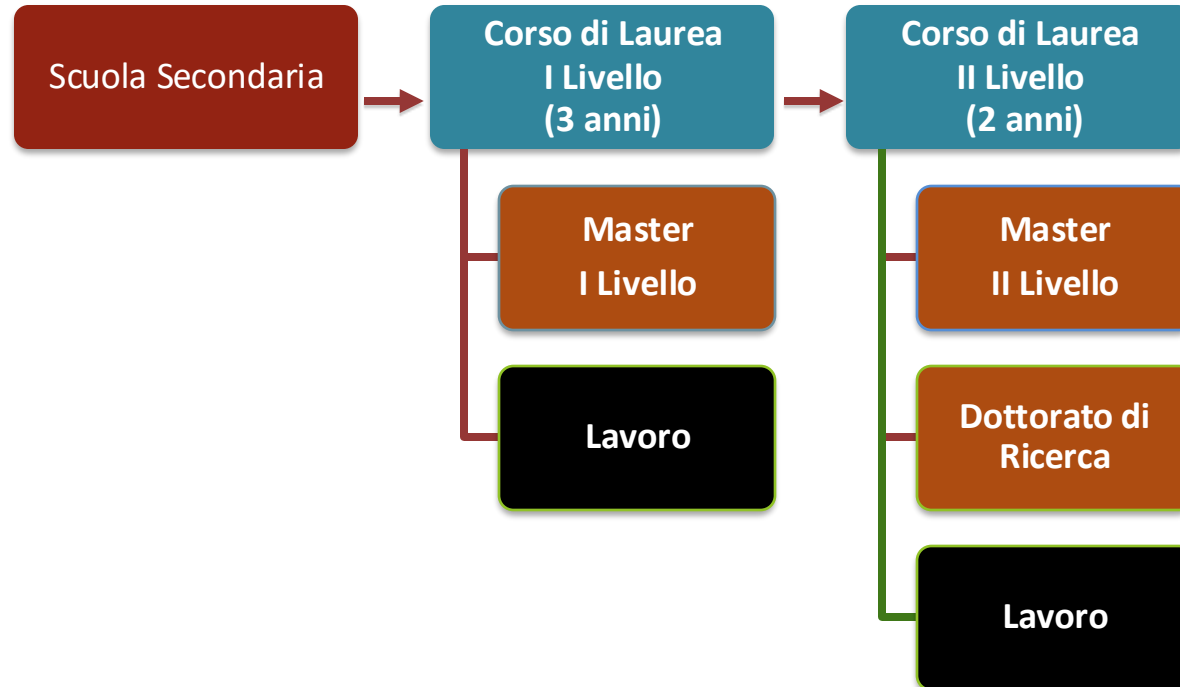 Scuola Secondaria
Corso di Laurea
I Livello
(3 anni)
Corso di Laurea
II Livello
(2 anni)
Master
I Livello
Master
II Livello
Lavoro
Dottorato di
Ricerca
Lavoro